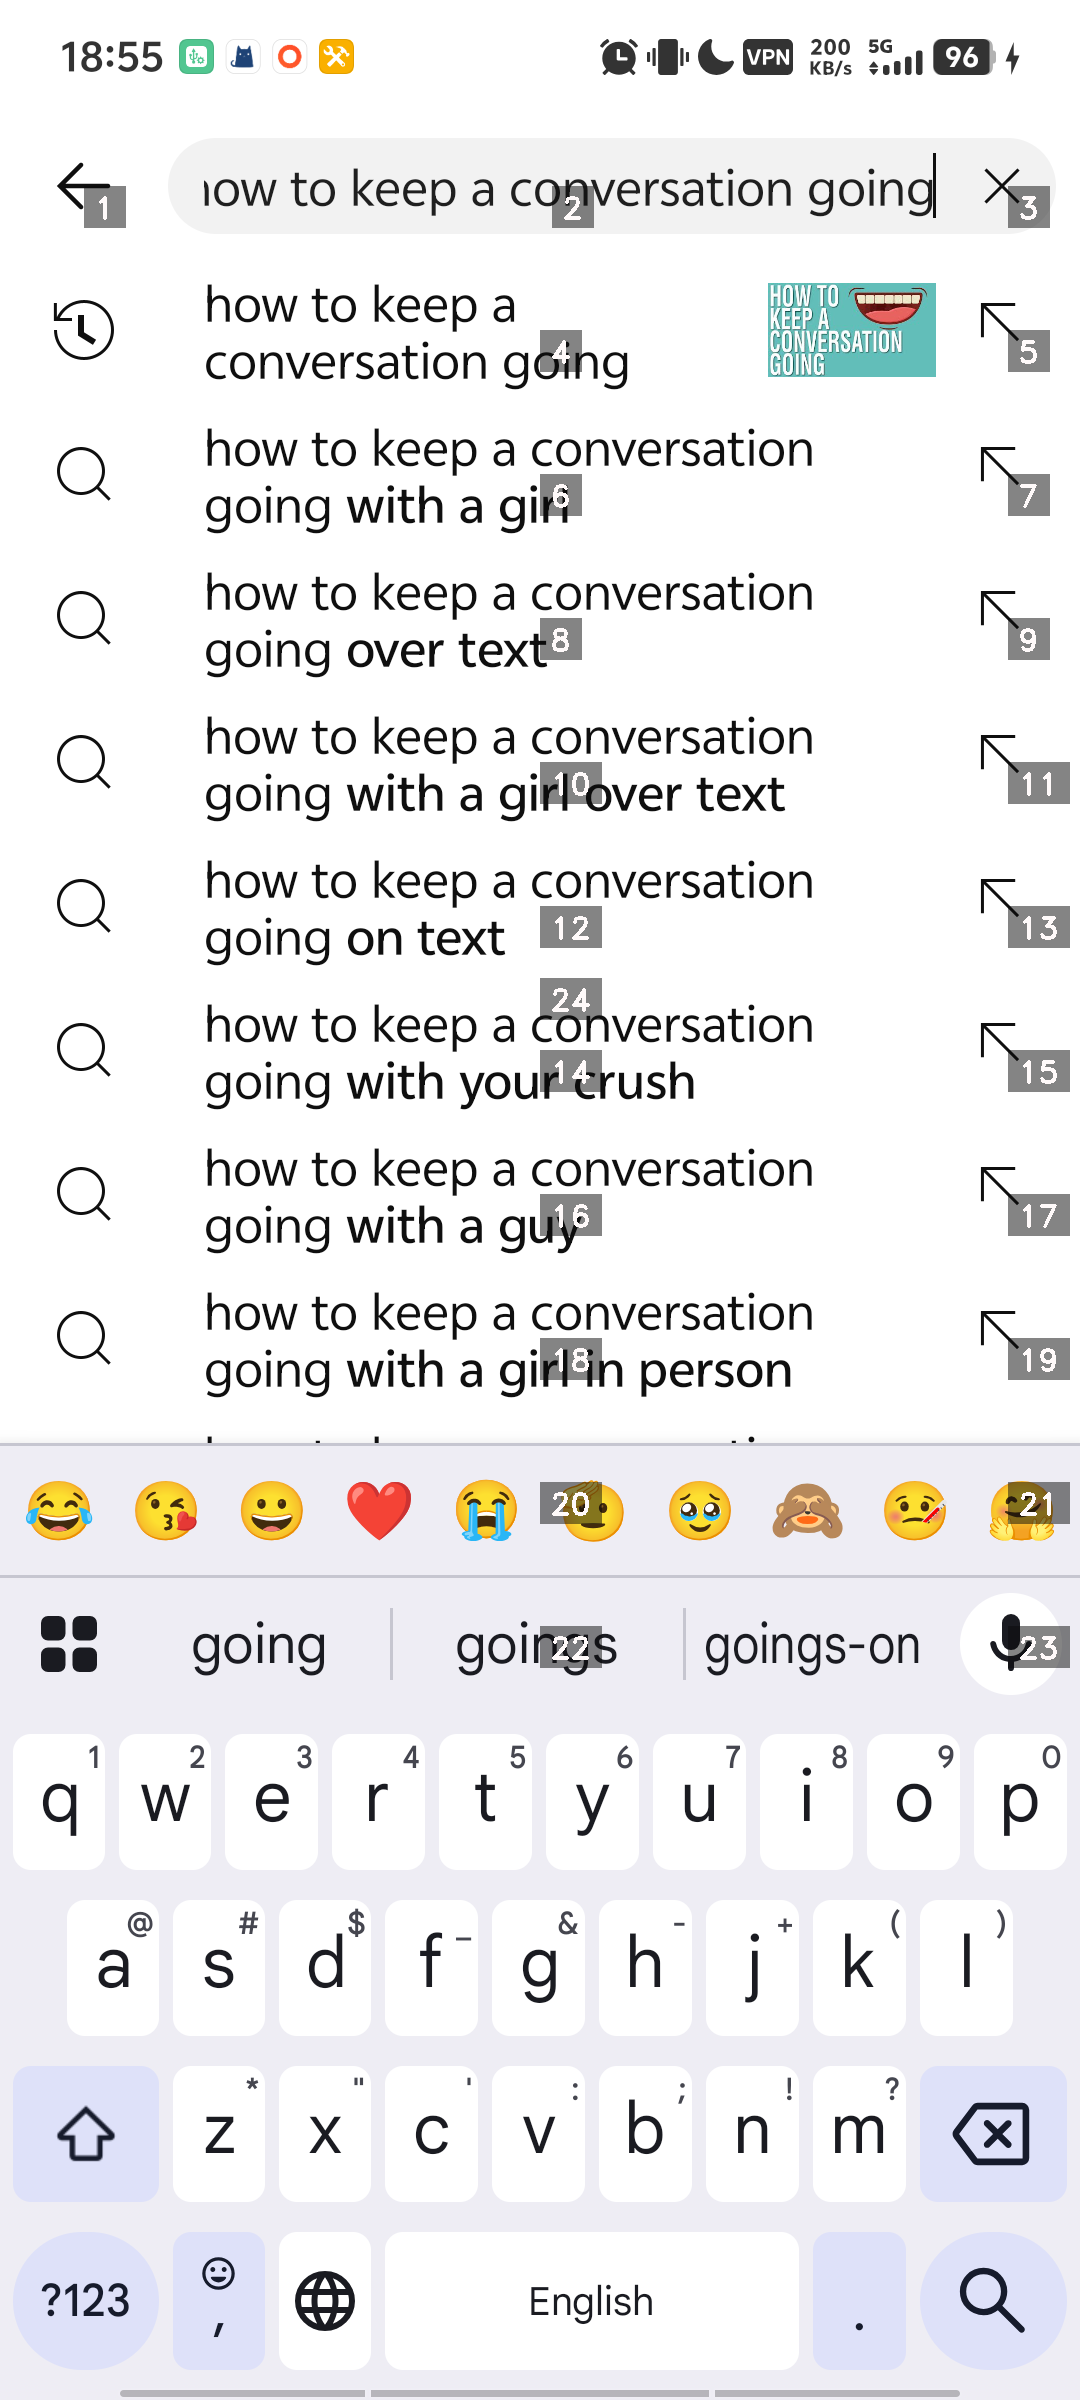 18:55 VPN 200 KB/s 5G 96
how to keep a conversation going
1 2 3
how to keep a
conversation going
4 5
HOW TO
KEEP A
CONVERSATION
GOING
how to keep a conversation
going with a girl
6 7
how to keep a conversation
going over text
8 9
how to keep a conversation
going with a girl over text
10 11
how to keep a conversation
going on text
12 13
24
how to keep a conversation
going with your crush
14 15
how to keep a conversation
going with a guy
16 17
how to keep a conversation
going with a girl in person
18 19
20 21
going goings goings-on
22 23
1 2 3 4 5 6 7 8 9 0
q w e r t y u i o p
@ # $ _ & - + ( )
a s d f g h j k l
* " ' : ; ! ?
z x c v b n m
?123 , English .